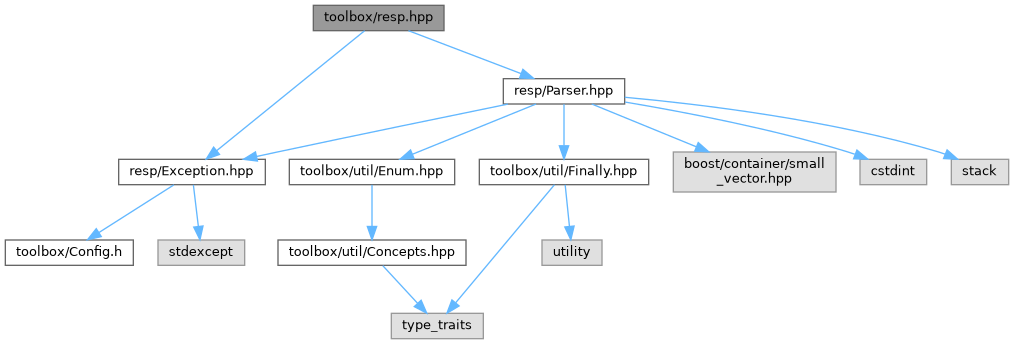 toolbox/resp.hpp
resp/Parser.hpp
resp/Exception.hpp
toolbox/util/Enum.hpp
toolbox/util/Finally.hpp
boost/container/small
_vector.hpp
cstdint
stack
toolbox/Config.h
stdexcept
toolbox/util/Concepts.hpp
utility
type_traits